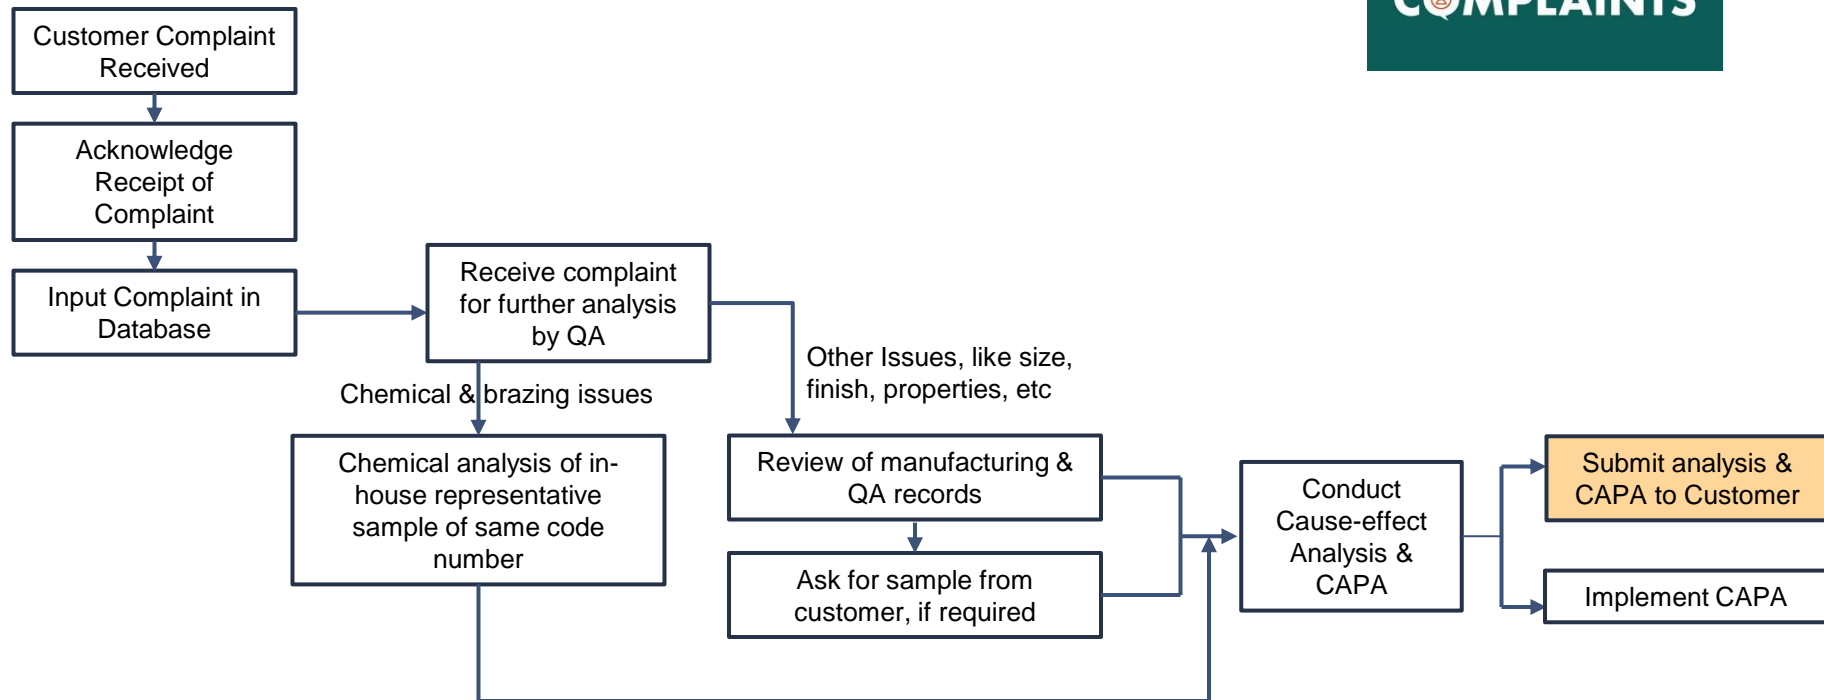 COMPLAINTS
Customer Complaint
Received
Acknowledge
Receipt of
Complaint
Input Complaint in
Database
Receive complaint
for further analysis
by QA
Chemical & brazing issues
Other Issues, like size,
finish, properties, etc
Chemical analysis of in-
house representative
sample of same code
number
Review of manufacturing &
QA records
Ask for sample from
customer, if required
Conduct
Cause-effect
Analysis &
CAPA
Submit analysis &
CAPA to Customer
Implement CAPA